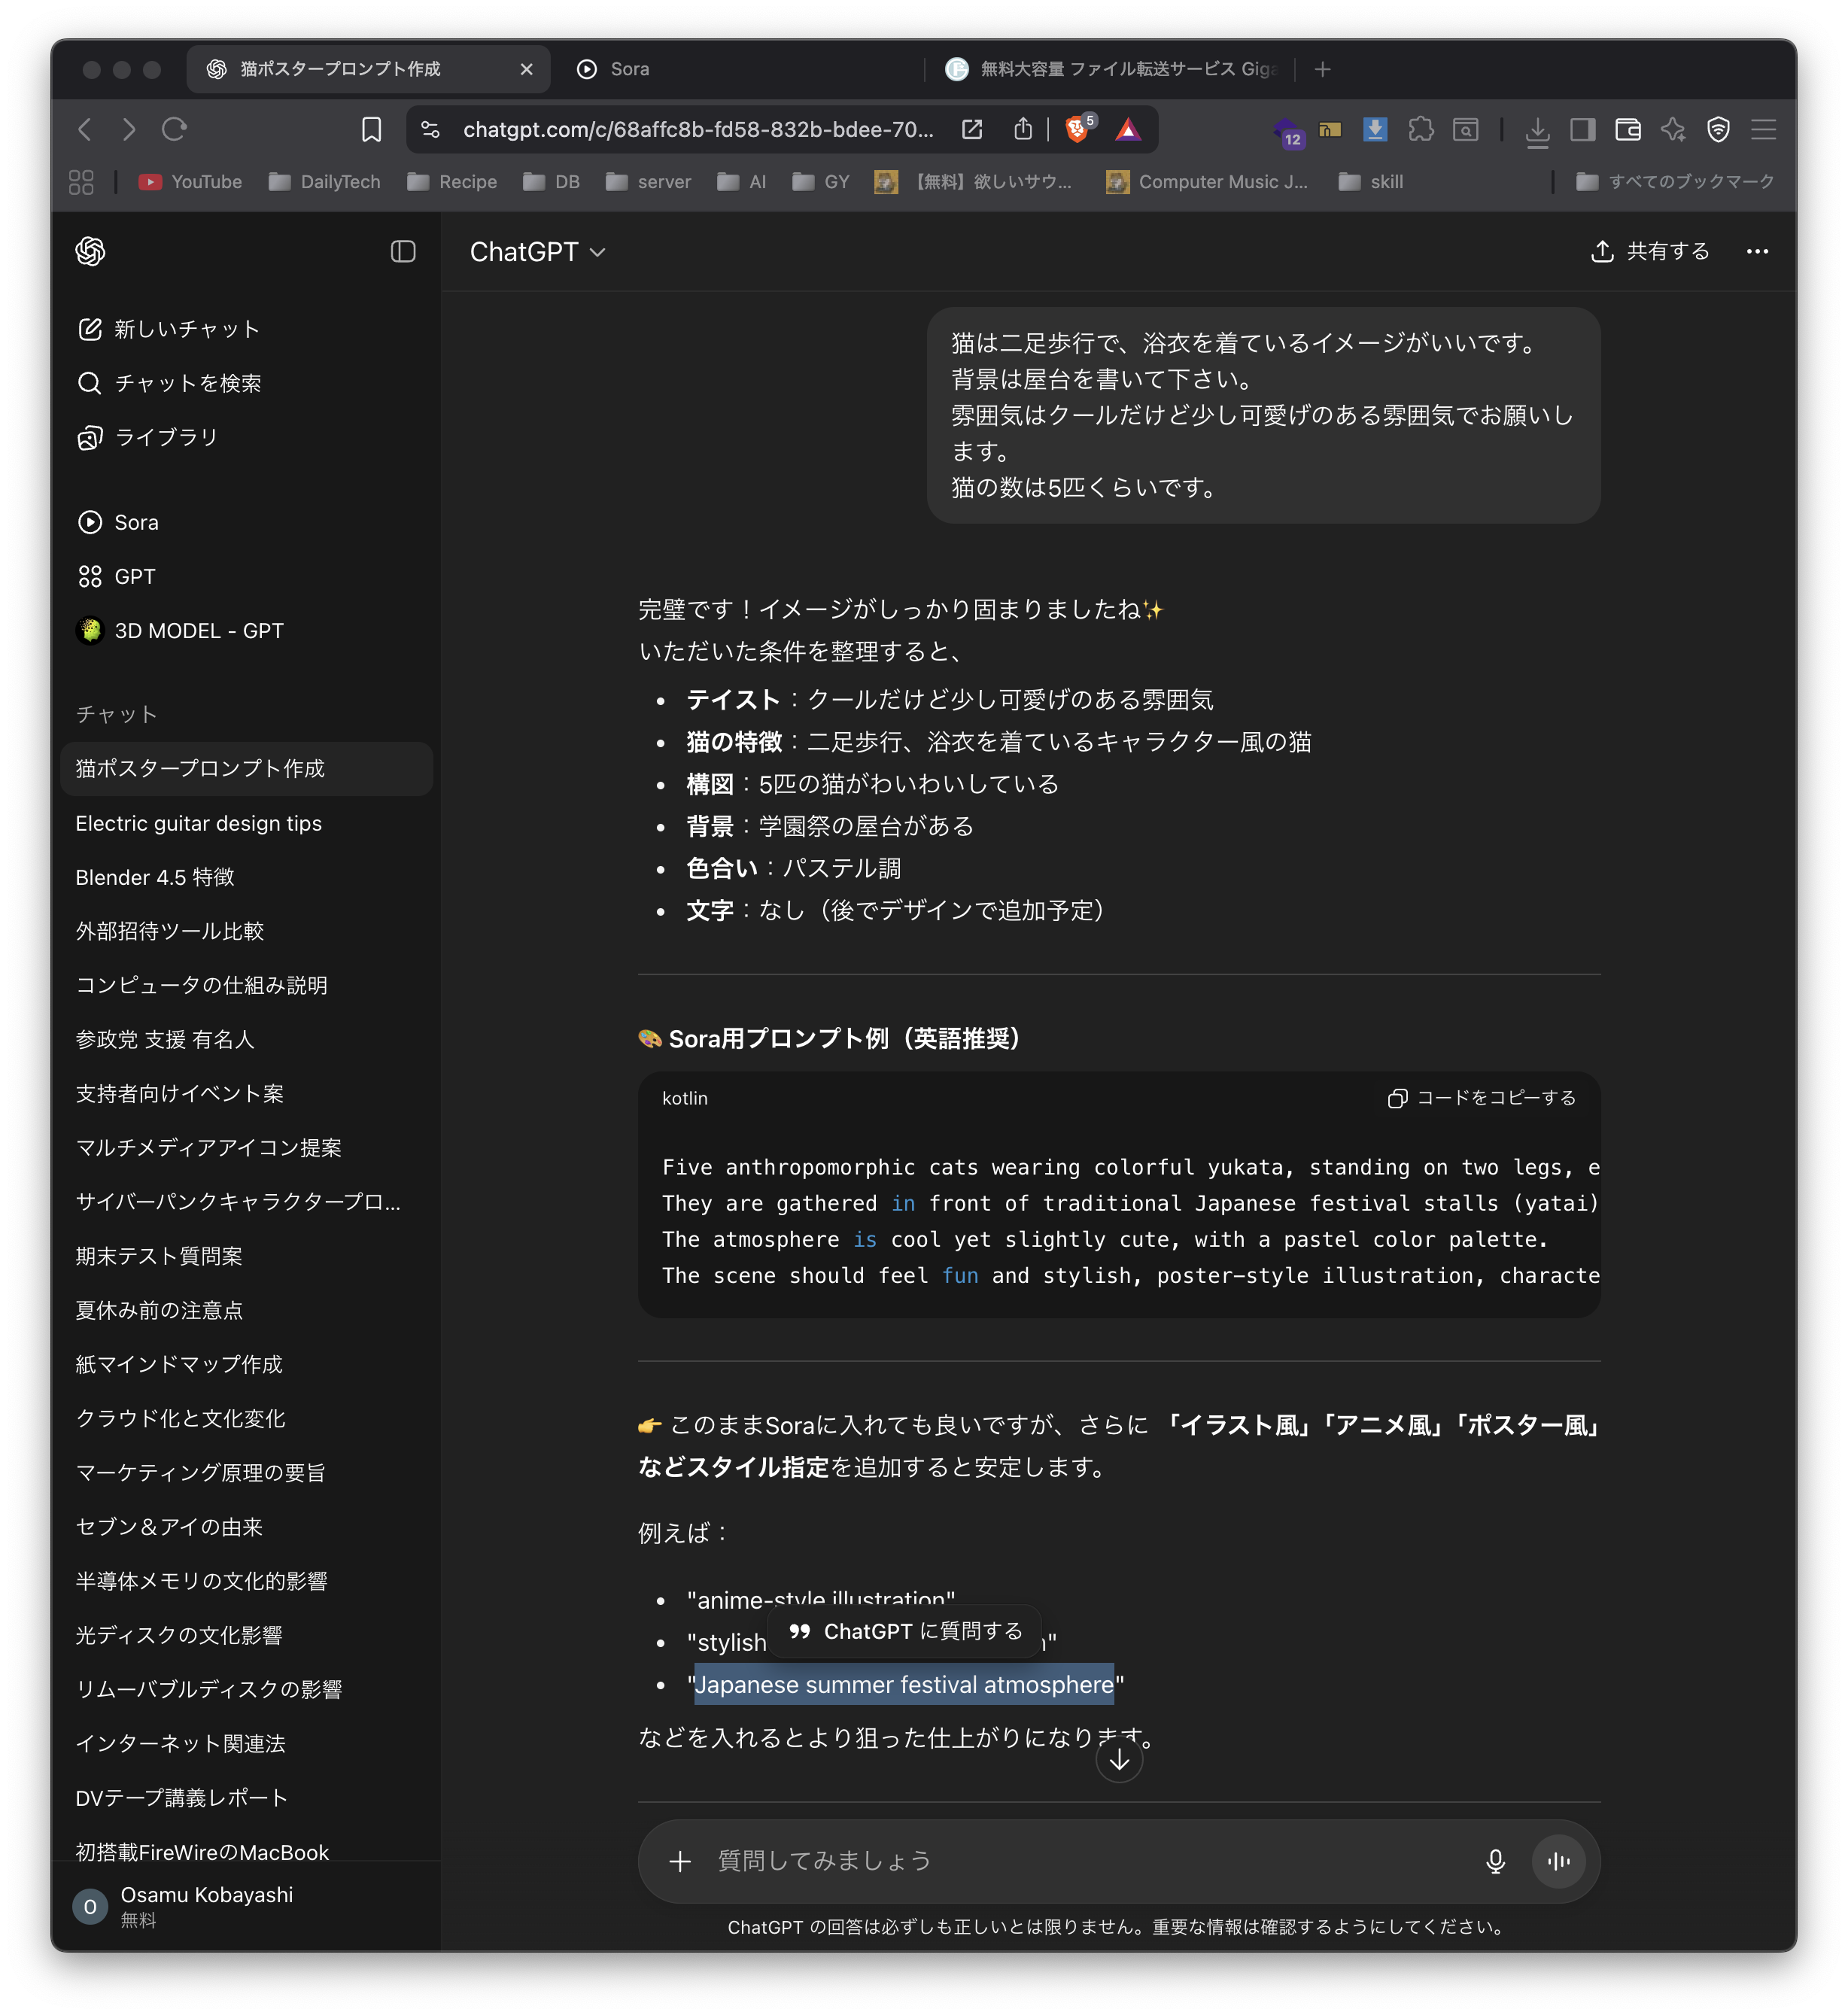 猫ポスタープロンプト作成
Sora
無料大容量 ファイル転送サービス Giga
chatgpt.com/c/68affc8b-fd58-832b-bdee-70...
5
12
YouTube
DailyTech
Recipe
DB
server
AI
GY
【無料】欲しいサウ...
Computer Music J...
skill
すべてのブックマーク
ChatGPT
共有する
新しいチャット
チャットを検索
ライブラリ
Sora
GPT
3D MODEL - GPT
チャット
猫ポスタープロンプト作成
Electric guitar design tips
Blender 4.5 特徴
外部招待ツール比較
コンピュータの仕組み説明
参政党 支援 有名人
支持者向けイベント案
マルチメディアアイコン提案
サイバーパンクキャラクタープロ...
期末テスト質問案
夏休み前の注意点
紙マインドマップ作成
クラウド化と文化変化
マーケティング原理の要旨
セブン＆アイの由来
半導体メモリの文化的影響
光ディスクの文化影響
リムーバブルディスクの影響
インターネット関連法
DVテープ講義レポート
初搭載FireWireのMacBook
O
Osamu Kobayashi
無料
猫は二足歩行で、浴衣を着ているイメージがいいです。
背景は屋台を書いて下さい。
雰囲気はクールだけど少し可愛げのある雰囲気でお願いし
ます。
猫の数は5匹くらいです。
完璧です！イメージがしっかり固まりましたね✨
いただいた条件を整理すると、
• テイスト：クールだけど少し可愛げのある雰囲気
• 猫の特徴：二足歩行、浴衣を着ているキャラクター風の猫
• 構図：5匹の猫がわいわいしている
• 背景：学園祭の屋台がある
• 色合い：パステル調
• 文字：なし（後でデザインで追加予定）
🎨 Sora用プロンプト例（英語推奨）
kotlin
コードをコピーする
Five anthropomorphic cats wearing colorful yukata, standing on two legs, e
They are gathered in front of traditional Japanese festival stalls (yatai)
The atmosphere is cool yet slightly cute, with a pastel color palette.
The scene should feel fun and stylish, poster-style illustration, characte
👉 このままSoraに入れても良いですが、さらに 「イラスト風」「アニメ風」「ポスター風」
などスタイル指定を追加すると安定します。
例えば：
• "anime-style illustration"
• "stylish
ChatGPT に質問する
• "Japanese summer festival atmosphere"
などを入れるとより狙った仕上がりになります。
質問してみましょう
ChatGPT の回答は必ずしも正しいとは限りません。重要な情報は確認するようにしてください。